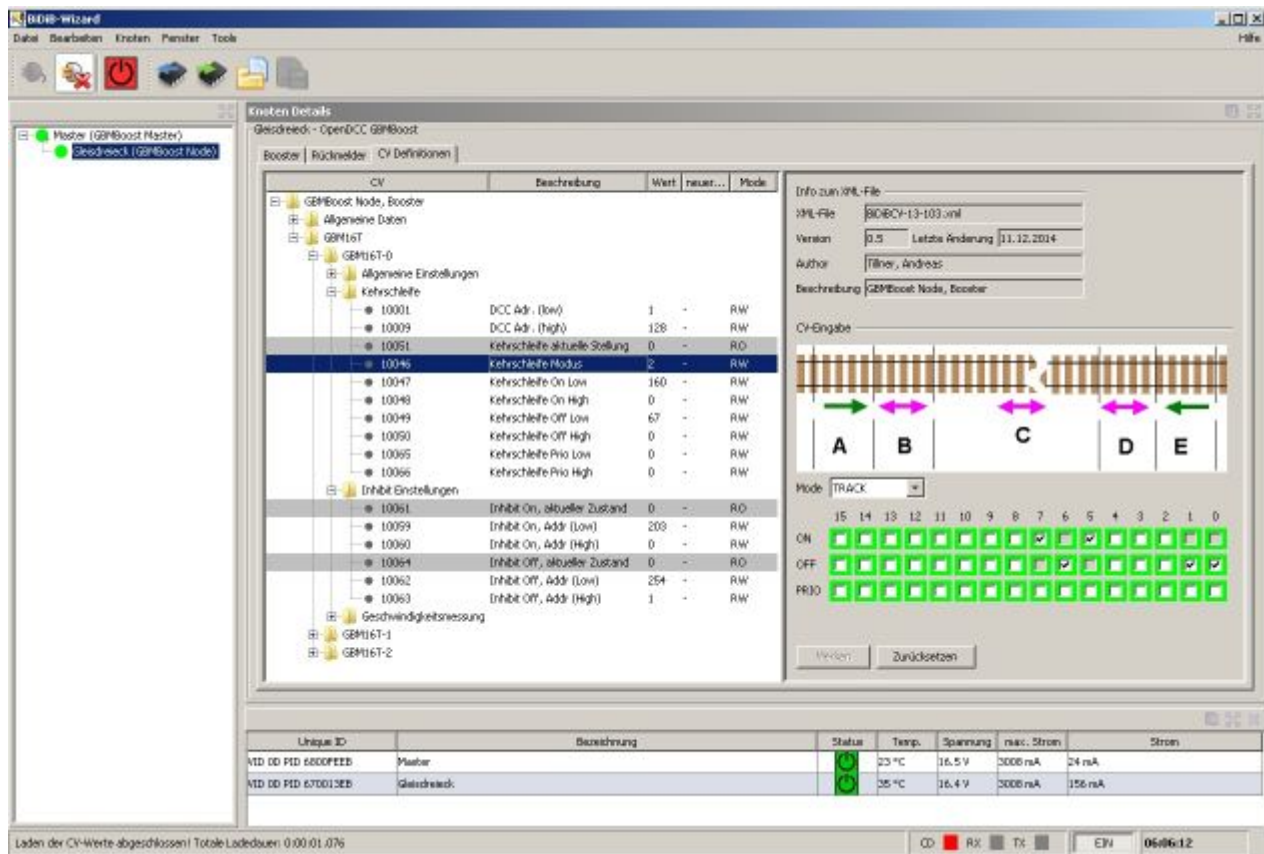 BiDiB-Wizard
Datei Bearbeiten Knoten Fenster Tools Hilfe
Knoten Details
Master (GBMBoost Master)
Gleisdreieck (GBMBoost Node)
Gleisdreieck - OpenDCC GBMBoost
Booster Rückmelder CV Definitionen
CV Beschreibung Wert neuer... Mode
GBMBoost Node, Booster
Allgemeine Daten
GBM16T
GBM16T-0
Allgemeine Einstellungen
Kehrschleife
10001 DCC Adr. (low) 1 - RW
10009 DCC Adr. (high) 128 - RW
10051 Kehrschleife aktuelle Stellung 0 - RO
10046 Kehrschleife Modus 2 - RW
10047 Kehrschleife On Low 160 - RW
10048 Kehrschleife On High 0 - RW
10049 Kehrschleife Off Low 67 - RW
10050 Kehrschleife Off High 0 - RW
10065 Kehrschleife Prio Low 0 - RW
10066 Kehrschleife Prio High 0 - RW
Inhibit Einstellungen
10061 Inhibit On, aktueller Zustand 0 - RO
10059 Inhibit On, Addr (Low) 203 - RW
10060 Inhibit On, Addr (High) 0 - RW
10064 Inhibit Off, aktueller Zustand 0 - RO
10062 Inhibit Off, Addr (Low) 254 - RW
10063 Inhibit Off, Addr (High) 1 - RW
Geschwindigkeitsmessung
GBM16T-1
GBM16T-2
Info zum XML-File
XML-File BiDiBCV-13-103.xml
Version 0.5 Letzte Änderung 11.12.2014
Author Tillner, Andreas
Beschreibung GBMBoost Node, Booster
CV-Eingabe
A B C D E
Mode TRACK
15 14 13 12 11 10 9 8 7 6 5 4 3 2 1 0
ON
OFF
PRIO
Zurücksetzen
Unique ID Bezeichnung Status Temp. Spannung max. Strom Strom
VID 0D PID 6800FEEB Master 23 °C 16.5 V 3008 mA 24 mA
VID 0D PID 670013EB Gleisdreieck 35 °C 16.4 V 3008 mA 156 mA
Laden der CV-Werte abgeschlossen! Totale Ladedauer: 0:00:01.076
CD RX TX EIN 06:06:12